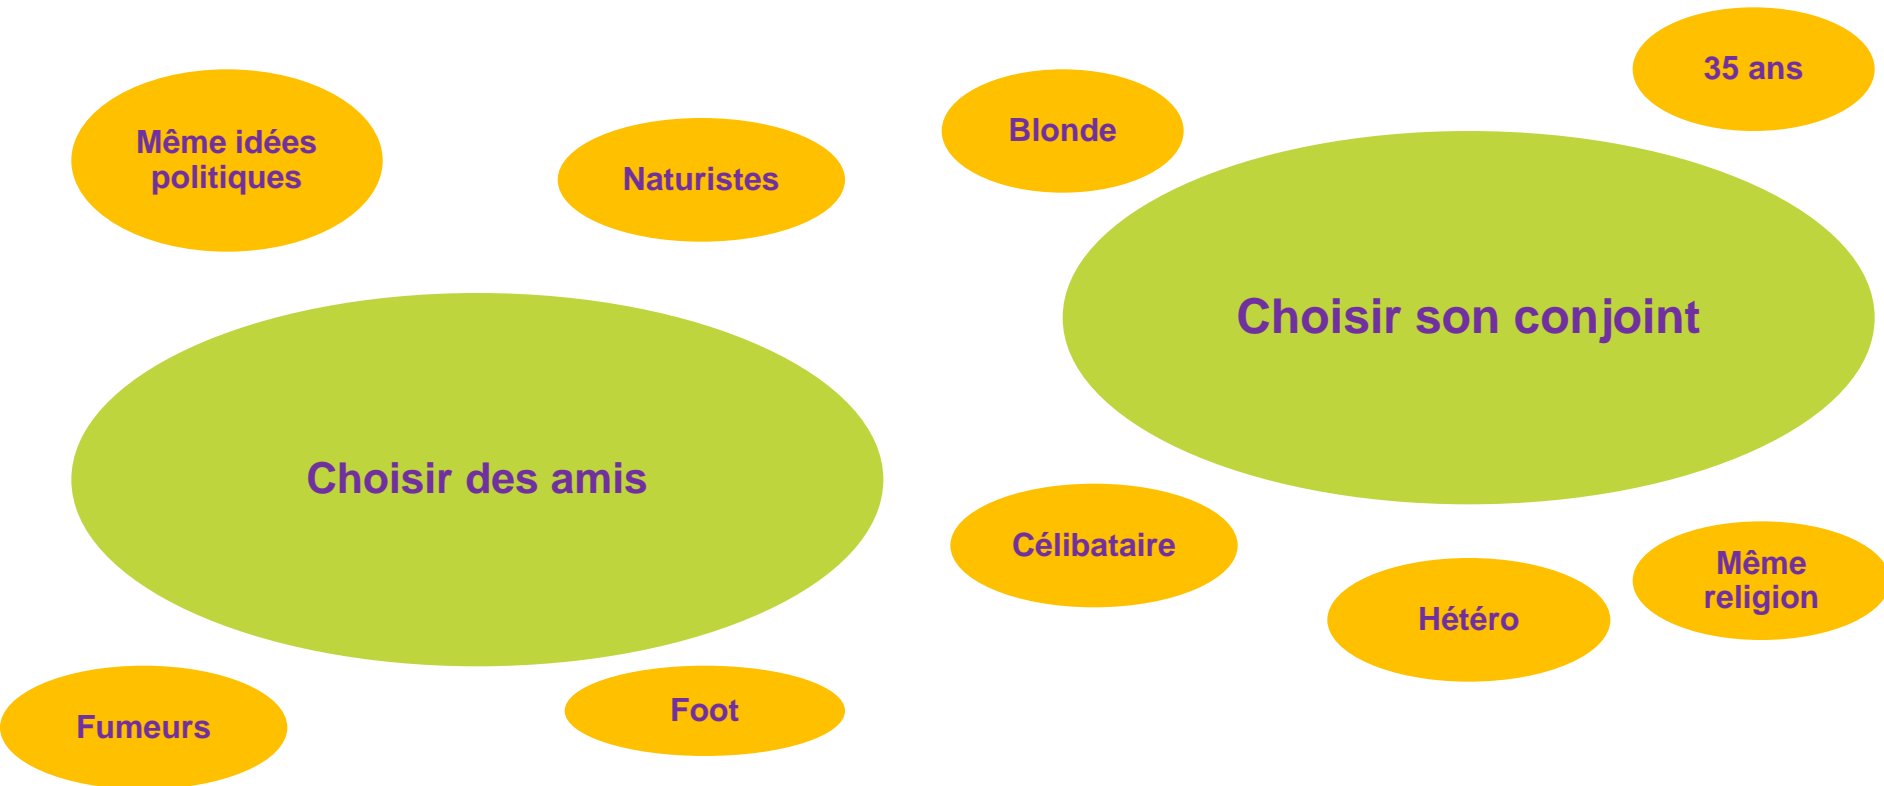 Même idées
politiques
Naturistes
Choisir des amis
Fumeurs
Foot
Blonde
35 ans
Choisir son conjoint
Célibataire
Hétéro
Même
religion